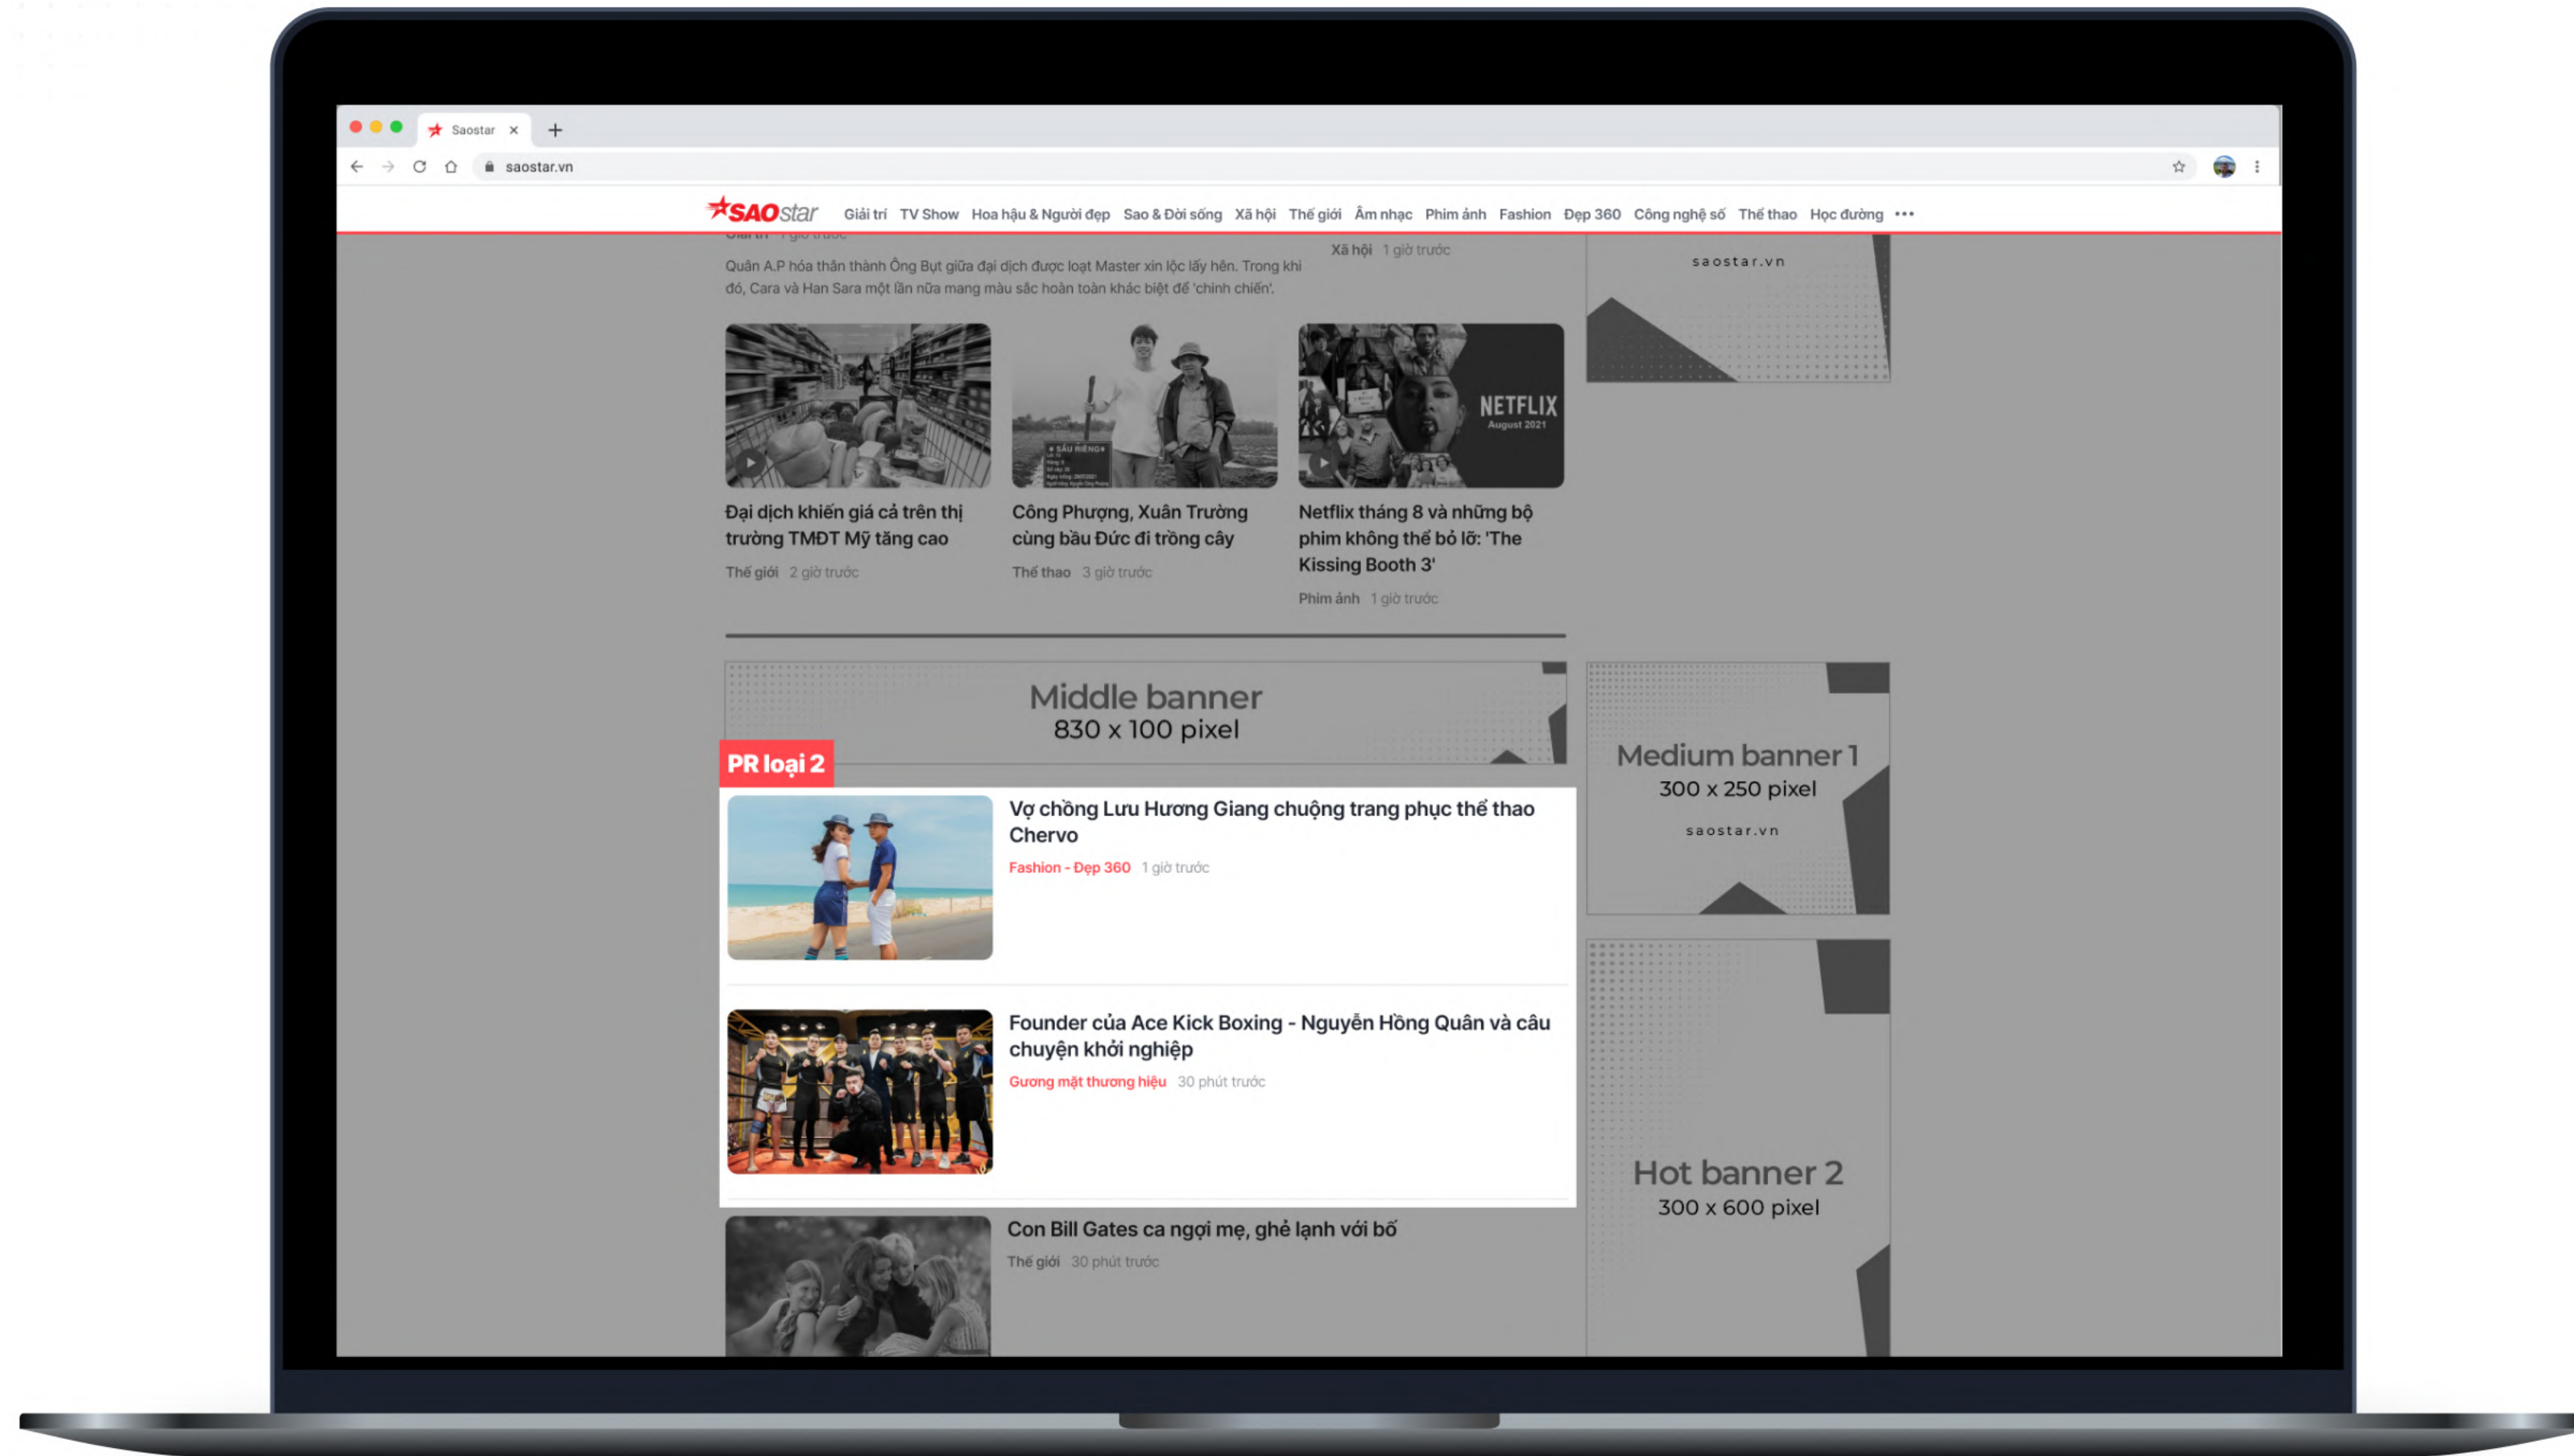 Saostar
saostar.vn
SAOstar
Giải trí TV Show Hoa hậu & Người đẹp Sao & Đời sống Xã hội Thế giới Âm nhạc Phim ảnh Fashion Đẹp 360 Công nghệ số Thể thao Học đường
Giải trí 1 giờ trước
Quân A.P hóa thân thành Ông Bụt giữa đại dịch được loạt Master xin lộc lấy hên. Trong khi
đó, Cara và Han Sara một lần nữa mang màu sắc hoàn toàn khác biệt để 'chinh chiến'.
Xã hội 1 giờ trước
saostar.vn
SẦU RIÊNG
NETFLIX
August 2021
Đại dịch khiến giá cả trên thị
trường TMĐT Mỹ tăng cao
Thế giới 2 giờ trước
Công Phượng, Xuân Trường
cùng bầu Đức đi trồng cây
Thể thao 3 giờ trước
Netflix tháng 8 và những bộ
phim không thể bỏ lỡ: 'The
Kissing Booth 3'
Phim ảnh 1 giờ trước
Middle banner
830 x 100 pixel
Medium banner 1
300 x 250 pixel
saostar.vn
PR loại 2
Vợ chồng Lưu Hương Giang chuộng trang phục thể thao
Chervo
Fashion - Đẹp 360 1 giờ trước
Founder của Ace Kick Boxing - Nguyễn Hồng Quân và câu
chuyện khởi nghiệp
Gương mặt thương hiệu 30 phút trước
Hot banner 2
300 x 600 pixel
Con Bill Gates ca ngợi mẹ, ghẻ lạnh với bố
Thế giới 30 phút trước